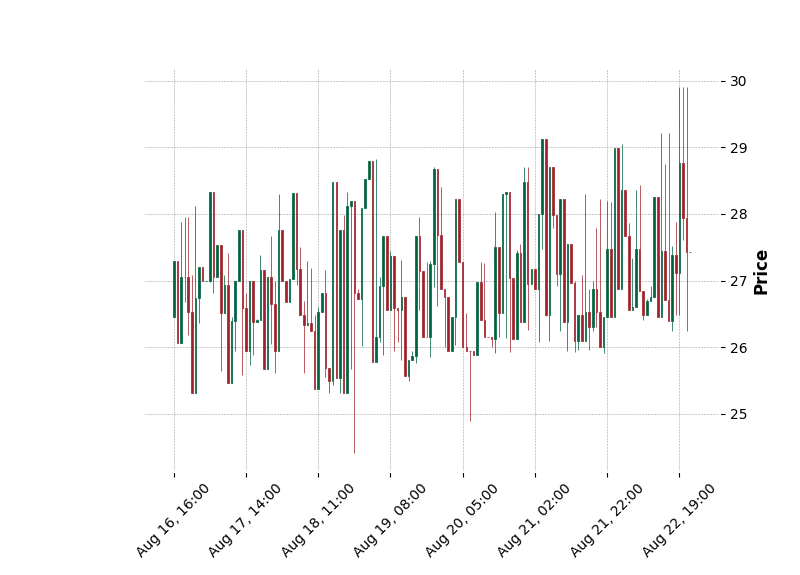 30
29
28
27
26
25
Price
Aug 16, 16:00
Aug 17, 14:00
Aug 18, 11:00
Aug 19, 08:00
Aug 20, 05:00
Aug 21, 02:00
Aug 21, 22:00
Aug 22, 19:00